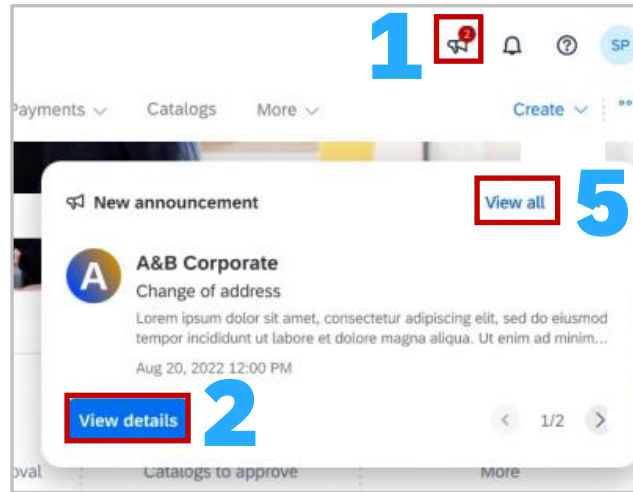 1
2
SP
Payments
Catalogs
More
Create
New announcement
View all
5
A
A&B Corporate
Change of address
Lorem ipsum dolor sit amet, consectetur adipiscing elit, sed do eiusmod
tempor incididunt ut labore et dolore magna aliqua. Ut enim ad minim...
Aug 20, 2022 12:00 PM
View details
2
1/2
oval
Catalogs to approve
More